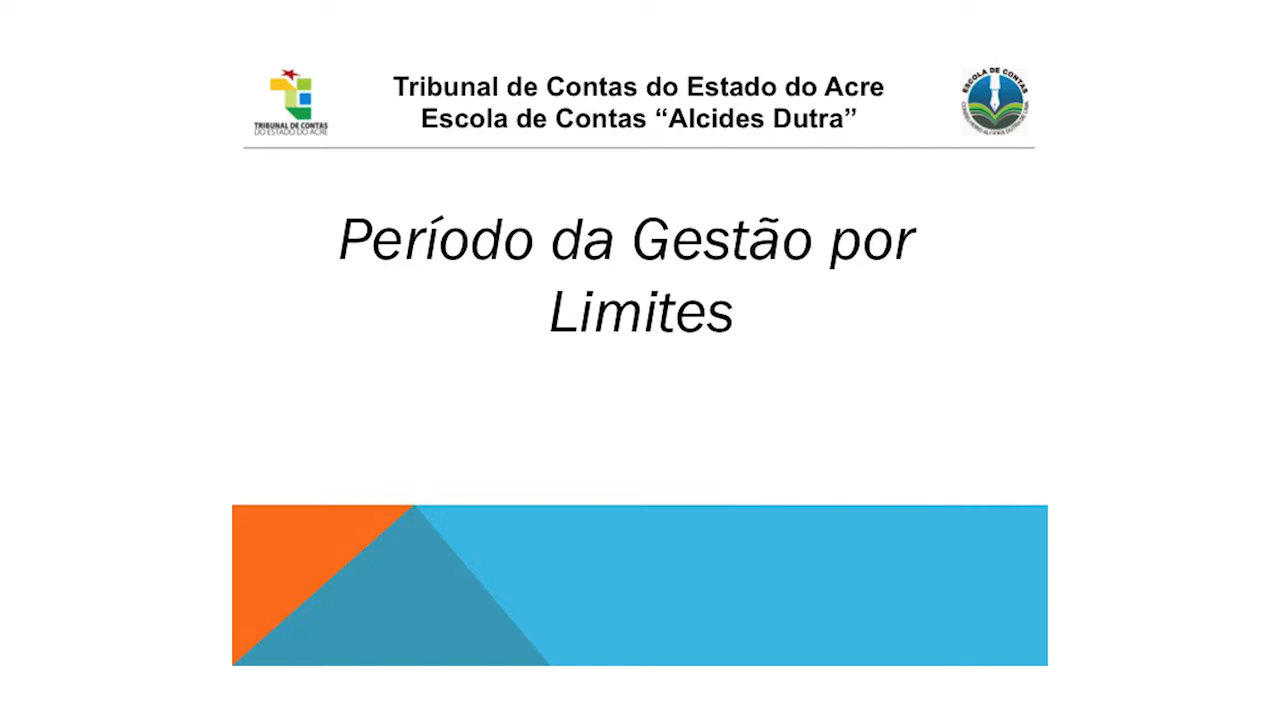 Tribunal de Contas do Estado do Acre
Escola de Contas “Alcides Dutra”
TRIBUNAL DE CONTAS
DO ESTADO DO ACRE
ESCOLA DE CONTAS
Período da Gestão por
Limites